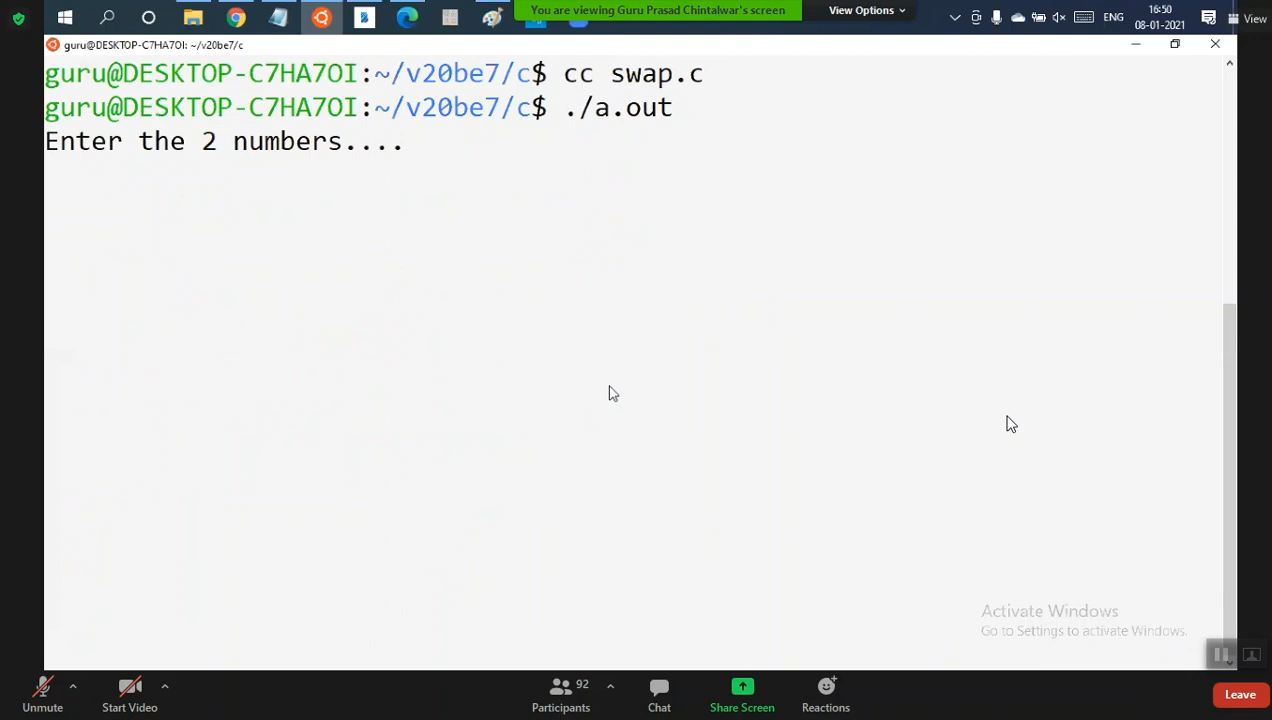 You are viewing Guru Prasad Chintalwar's screen
View Options
ENG
16:50
08-01-2021
View
guru@DESKTOP-C7HA7OI: ~/v20be7/c
guru@DESKTOP-C7HA7OI:~/v20be7/c$ cc swap.c
guru@DESKTOP-C7HA7OI:~/v20be7/c$ ./a.out
Enter the 2 numbers....
Activate Windows
Go to Settings to activate Windows.
Unmute
Start Video
92
Participants
Chat
Share Screen
Reactions
Leave